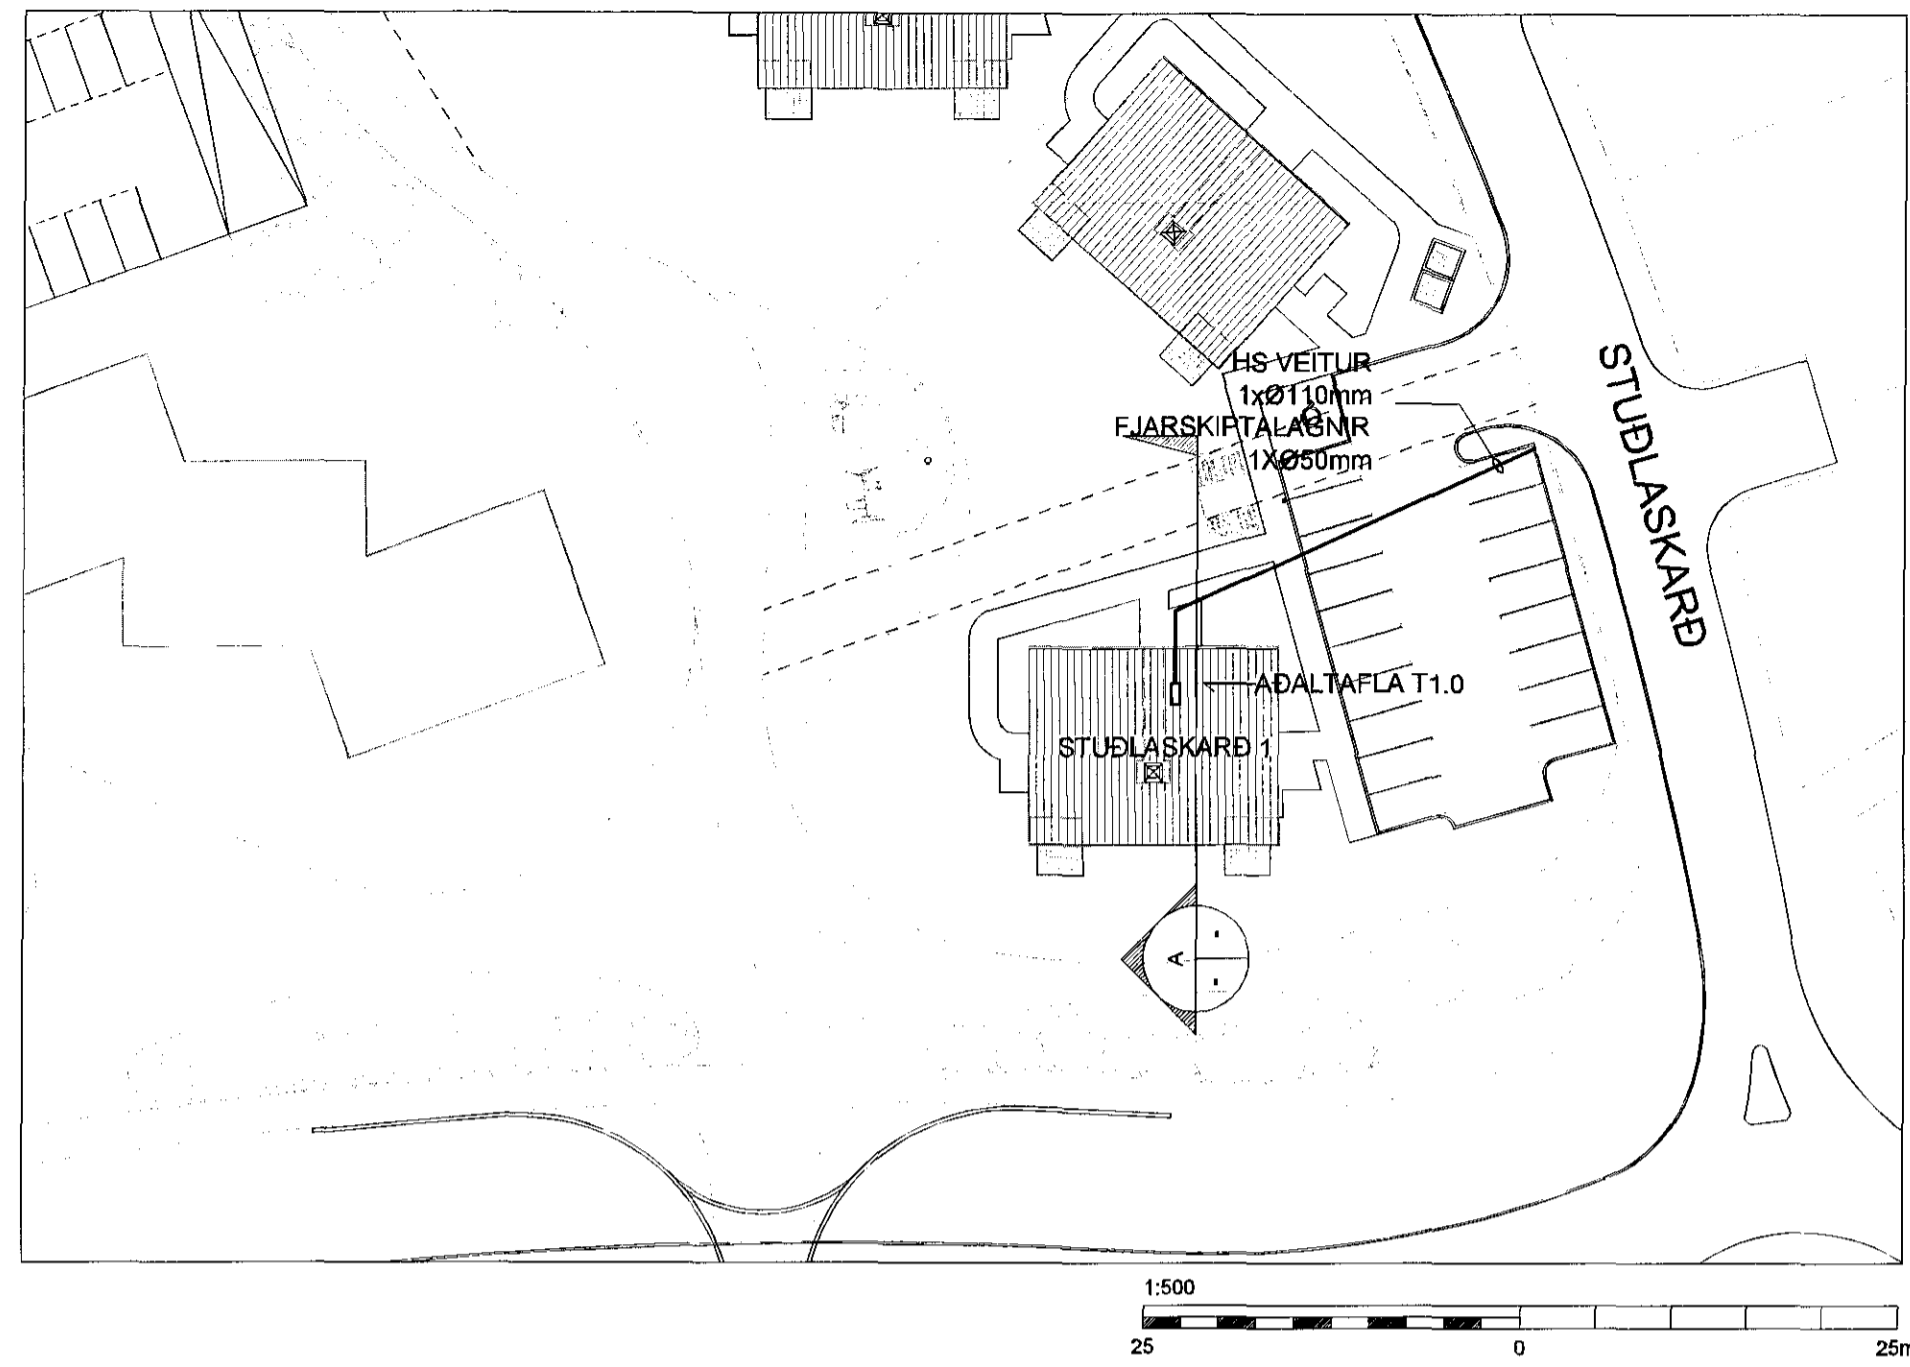 HS VEITUR
1xØ110mm
FJARSKIPTALAGNIR
1XØ50mm
STUÐLASKARÐ
AÐALTAFLA T1.0
STUÐLASKARÐ 1
A
1:500
25 0 25m